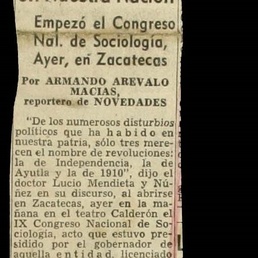 en Nuestra Nación
Empezó el Congreso
Nal. de Sociología,
Ayer, en Zacatecas
Por ARMANDO AREVALO
MACIAS,
reportero de NOVEDADES
"De los numerosos disturbios
políticos que ha habido en
nuestra patria, sólo tres mere-
cen el nombre de revoluciones:
la de Independencia, la de
Ayutla y la de 1910", dijo el
doctor Lucio Mendieta y Nú-
ñez en su discurso, al abrirse
en Zacatecas, ayer en la ma-
ñana en el teatro Calderón el
IX Congreso Nacional de So-
ciología, acto que estuvo pre-
sidido por el gobernador de
aquella entidad, licenciado